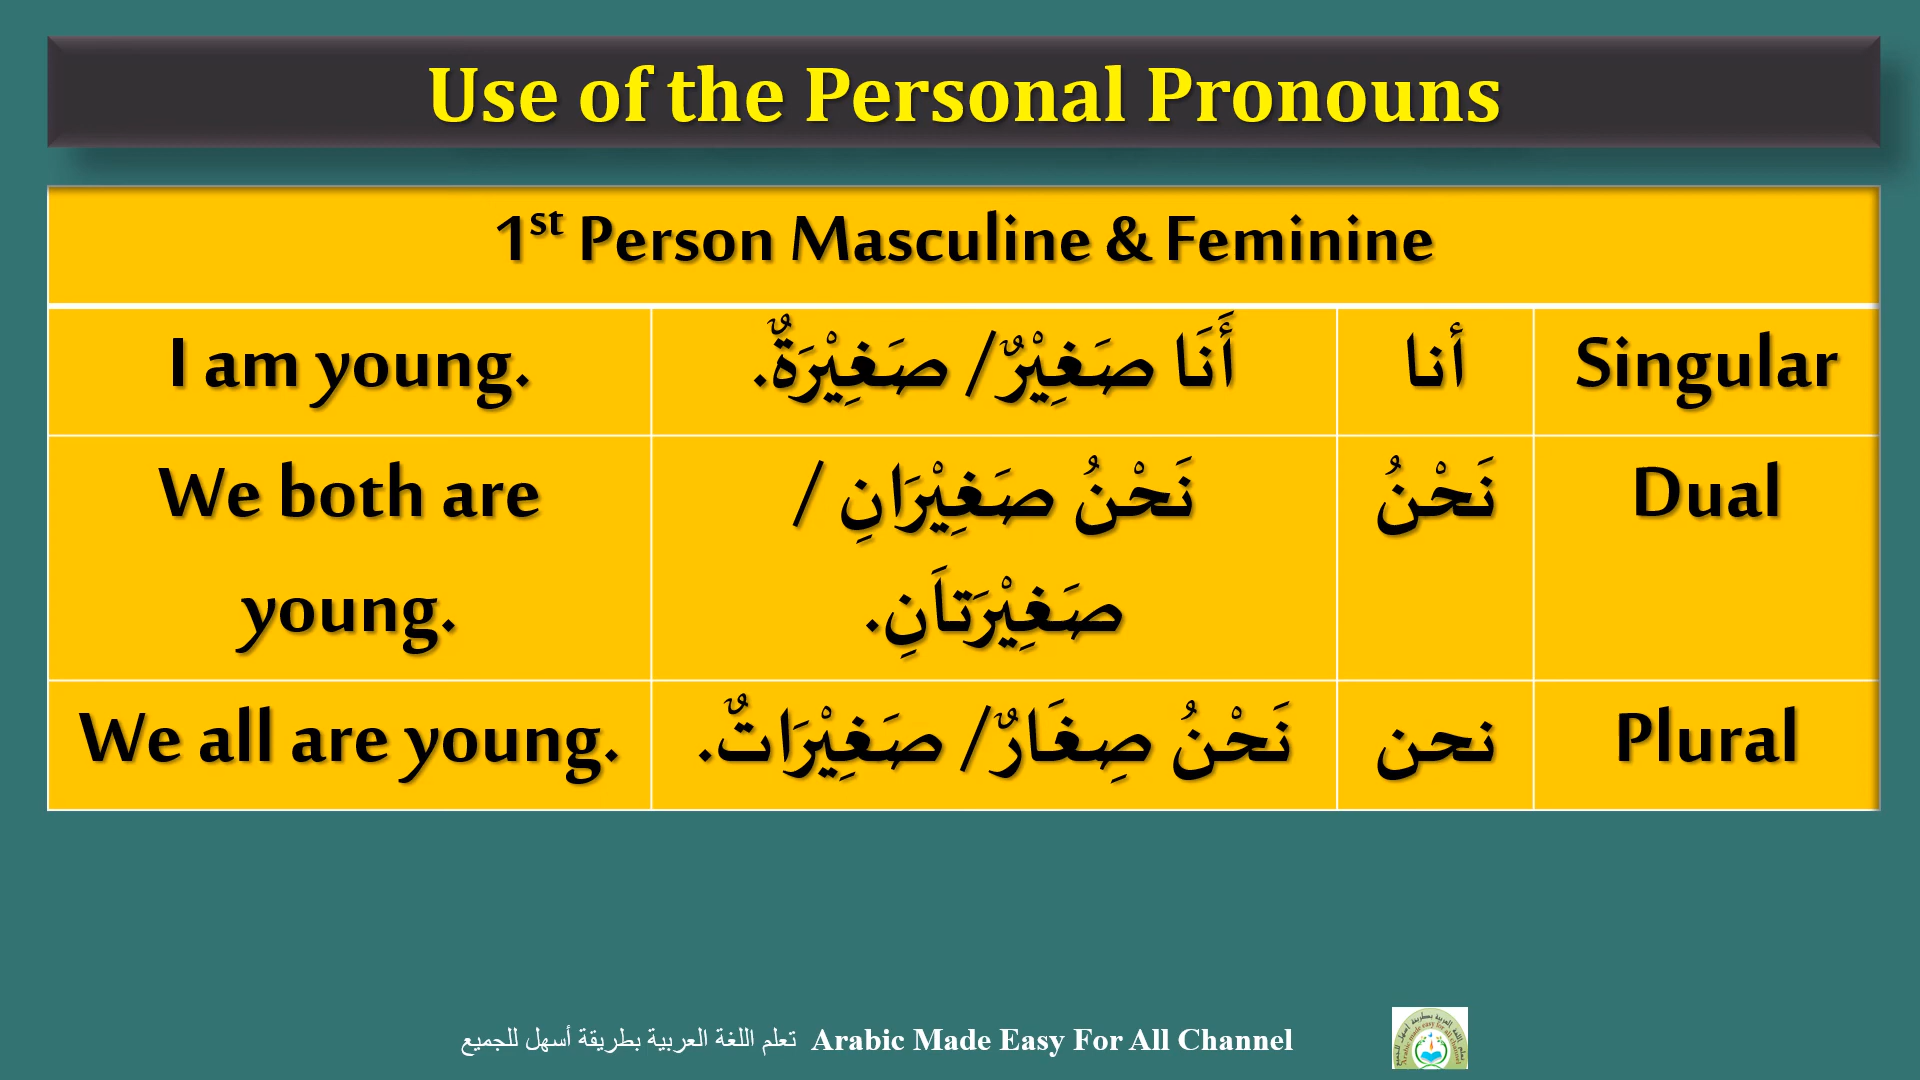 Use of the Personal Pronouns
1st Person Masculine & Feminine
I am young.
أَنَا صَغِيْرٌ/ صَغِيْرَةٌ.
أنا
Singular
We both are
young.
نَحْنُ صَغِيْرَانِ /
صَغِيْرَتاَنِ.
نَحْنُ
Dual
We all are young.
نَحْنُ صِغَارٌ/ صَغِيْرَاتٌ.
نحن
Plural
تعلم اللغة العربية بطريقة أسهل للجميع Arabic Made Easy For All Channel